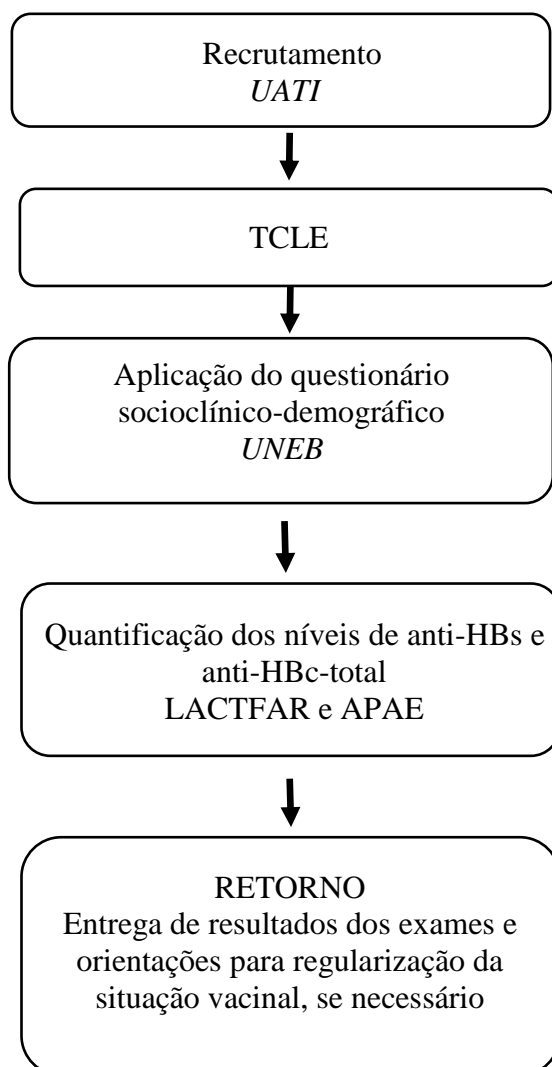 Recrutamento
UATI
TCLE
Aplicação do questionário
socioclínico-demográfico
UNEB
Quantificação dos níveis de anti-HBs e
anti-HBc-total
LACTFAR e APAE
RETORNO
Entrega de resultados dos exames e
orientações para regularização da
situação vacinal, se necessário